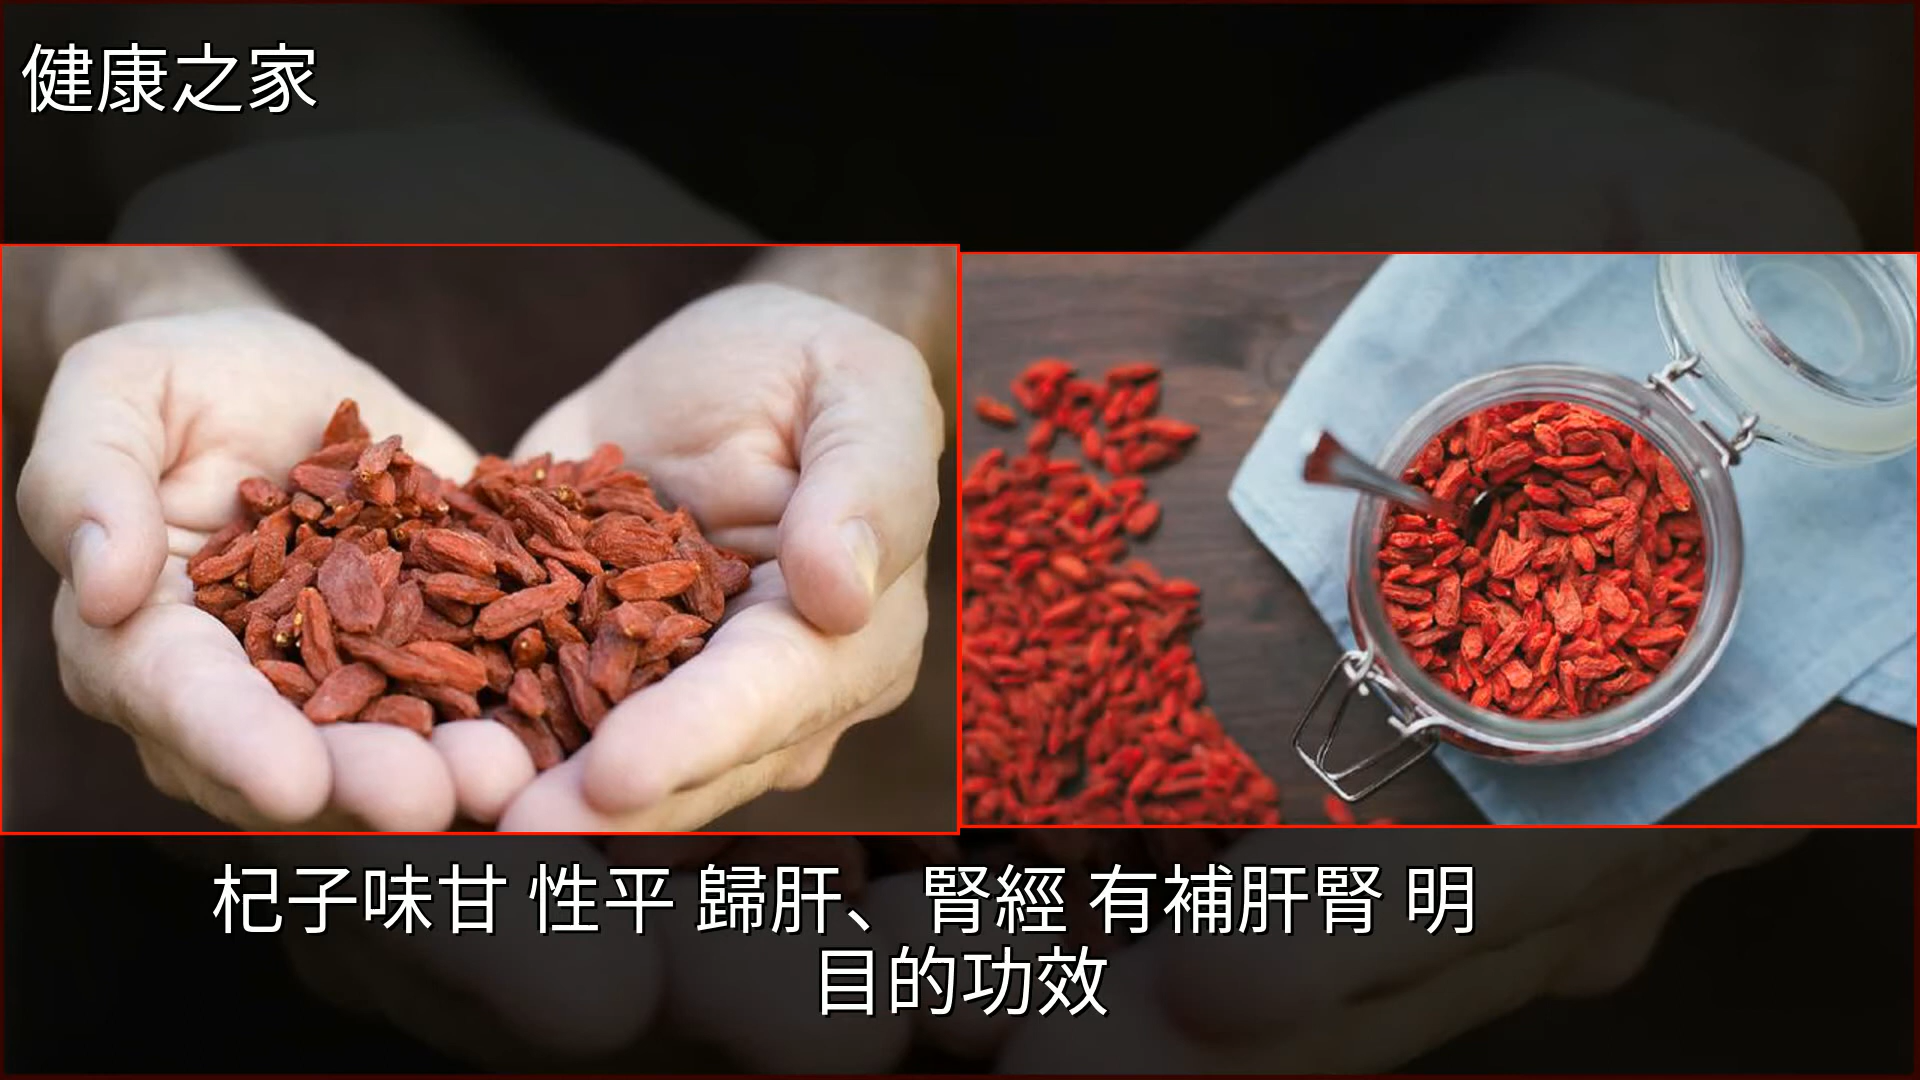 健康之家
杞子味甘 性平 歸肝、腎經 有補肝腎 明
目的功效